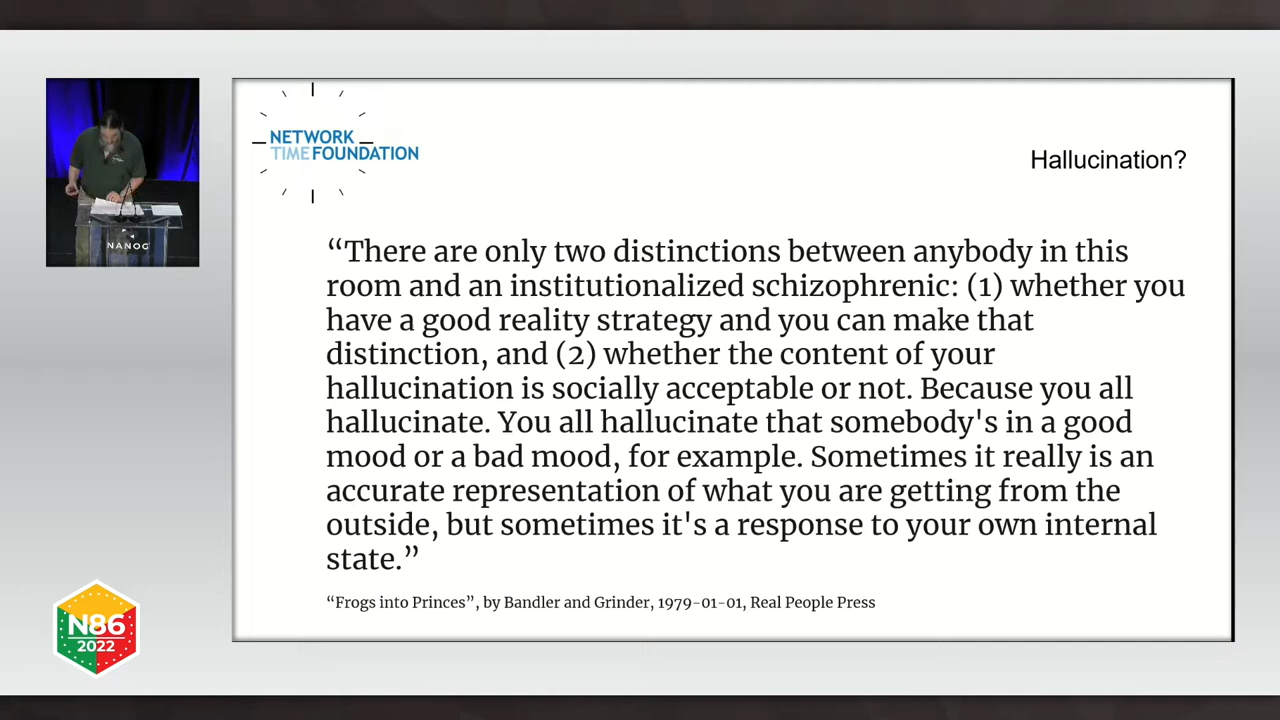 NETWORK
TIME FOUNDATION
Hallucination?
“There are only two distinctions between anybody in this
room and an institutionalized schizophrenic: (1) whether you
have a good reality strategy and you can make that
distinction, and (2) whether the content of your
hallucination is socially acceptable or not. Because you all
hallucinate. You all hallucinate that somebody's in a good
mood or a bad mood, for example. Sometimes it really is an
accurate representation of what you are getting from the
outside, but sometimes it's a response to your own internal
state.”
“Frogs into Princes”, by Bandler and Grinder, 1979-01-01, Real People Press
NANOG
N86
2022